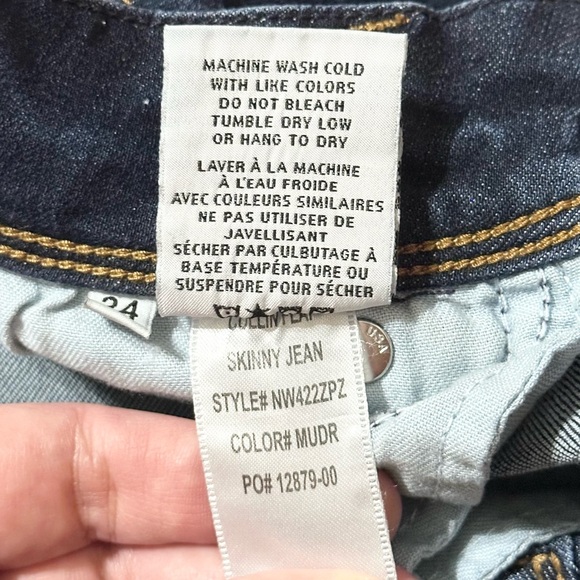 MACHINE WASH COLD
WITH LIKE COLORS
DO NOT BLEACH
TUMBLE DRY LOW
OR HANG TO DRY
LAVER À LA MACHINE
À L'EAU FROIDE
AVEC COULEURS SIMILAIRES
NE PAS UTILISER DE
JAVELLISANT
SÉCHER PAR CULBUTAGE À
BASE TEMPÉRATURE OU
SUSPENDRE POUR SÉCHER
24
SKINNY JEAN
STYLE# NW422ZPZ
COLOR# MUDR
PO# 12879-00
USA